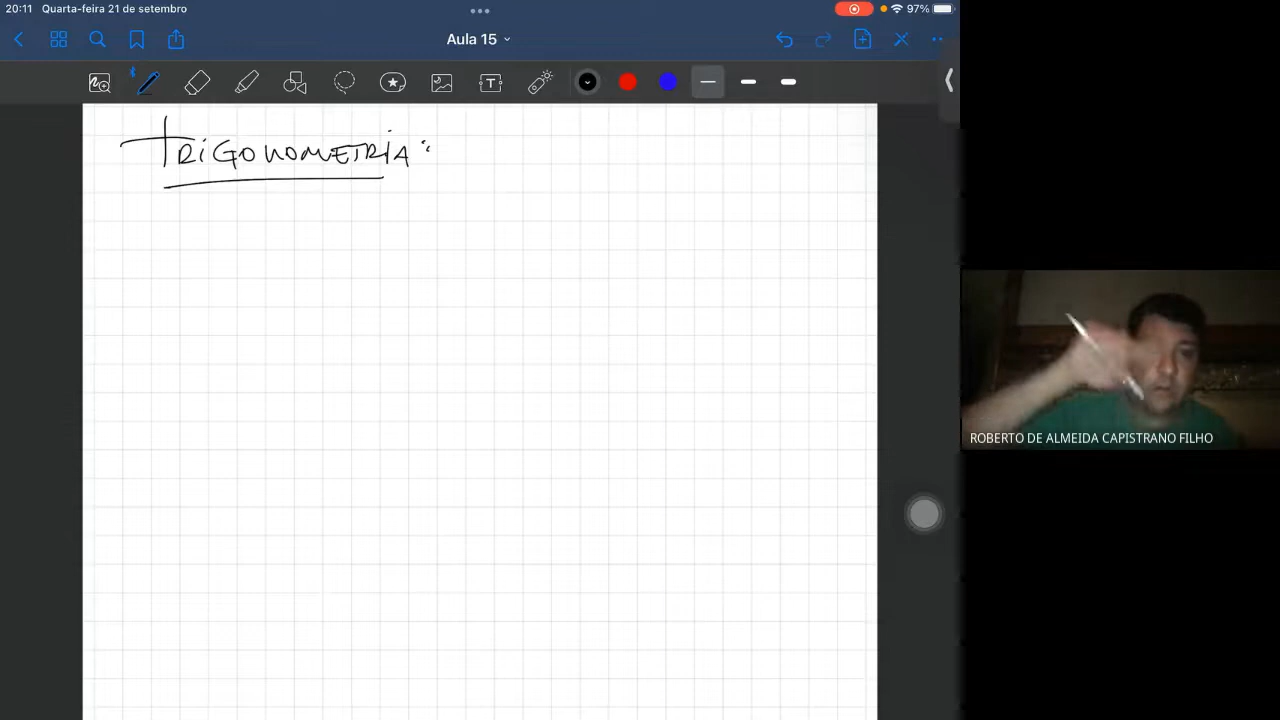 20:11 Quarta-feira 21 de setembro
97%
Aula 15
T
TRIGONOMETRIA:
ROBERTO DE ALMEIDA CAPISTRANO FILHO